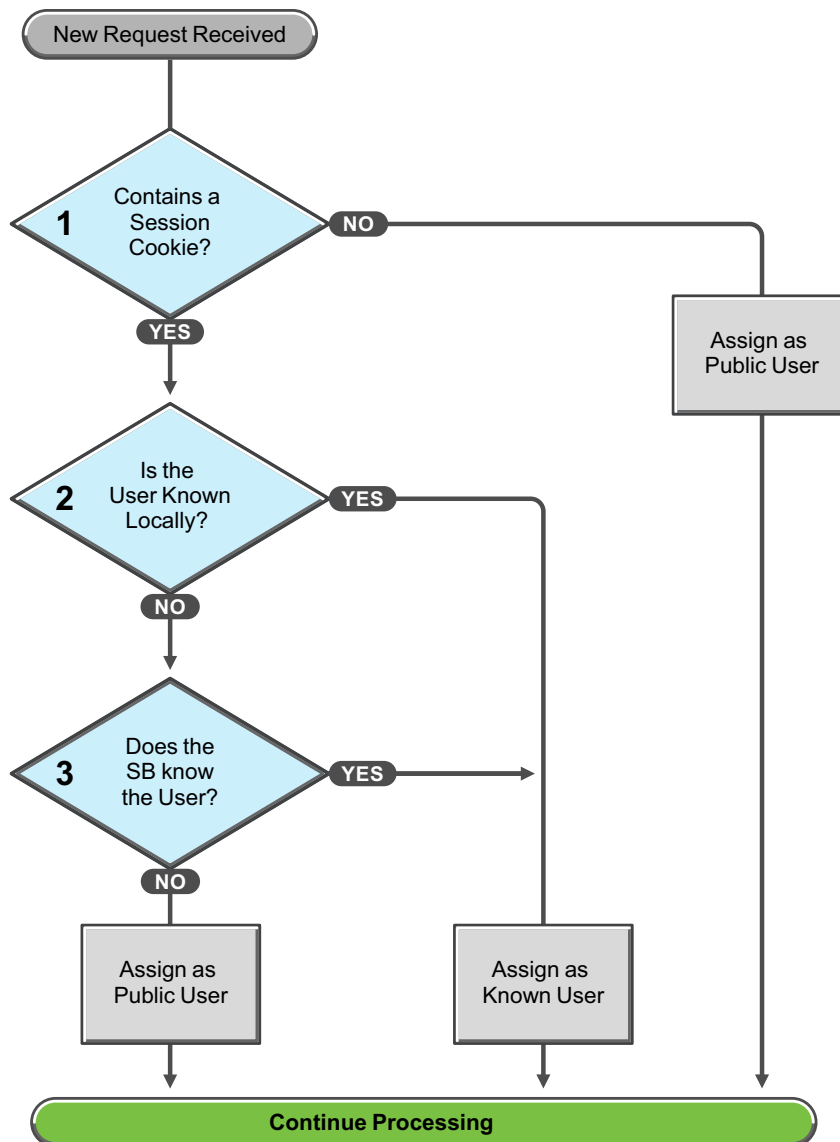 New Request Received
1
Contains a
Session
Cookie?
NO
YES
Assign as
Public User
2
Is the
User Known
Locally?
YES
NO
3
Does the
SB know
the User?
YES
NO
Assign as
Public User
Assign as
Known User
Continue Processing